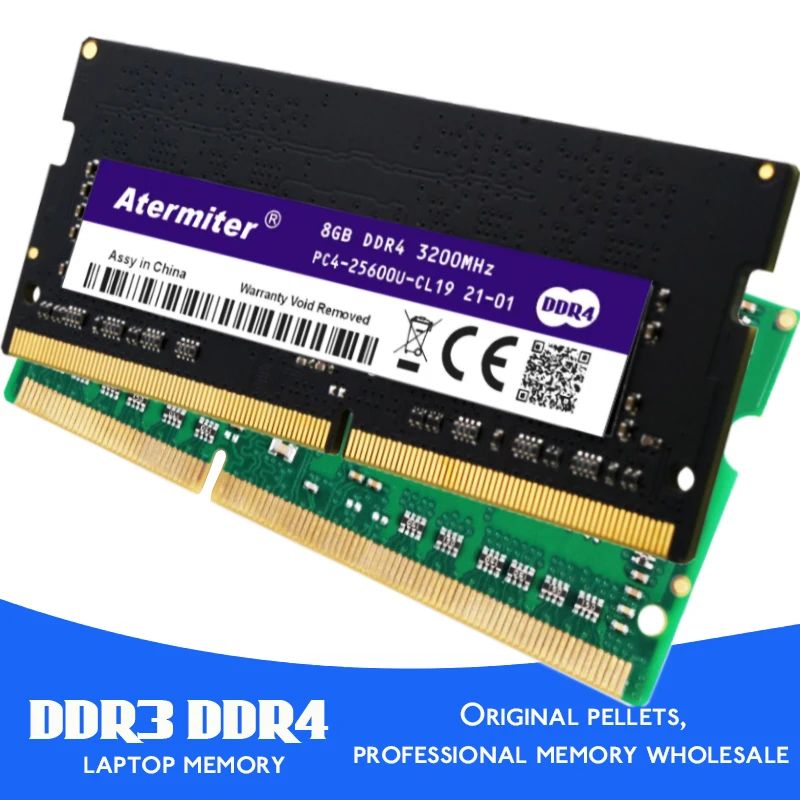 Atermiter ®
8GB DDR4 3200MHz
PC4-25600U-CL19 21-01
Assy in China
Warranty Void Removed
DDR4
CE
DDR3 DDR4
LAPTOP MEMORY
ORIGINAL PELLETS,
PROFESSIONAL MEMORY WHOLESALE